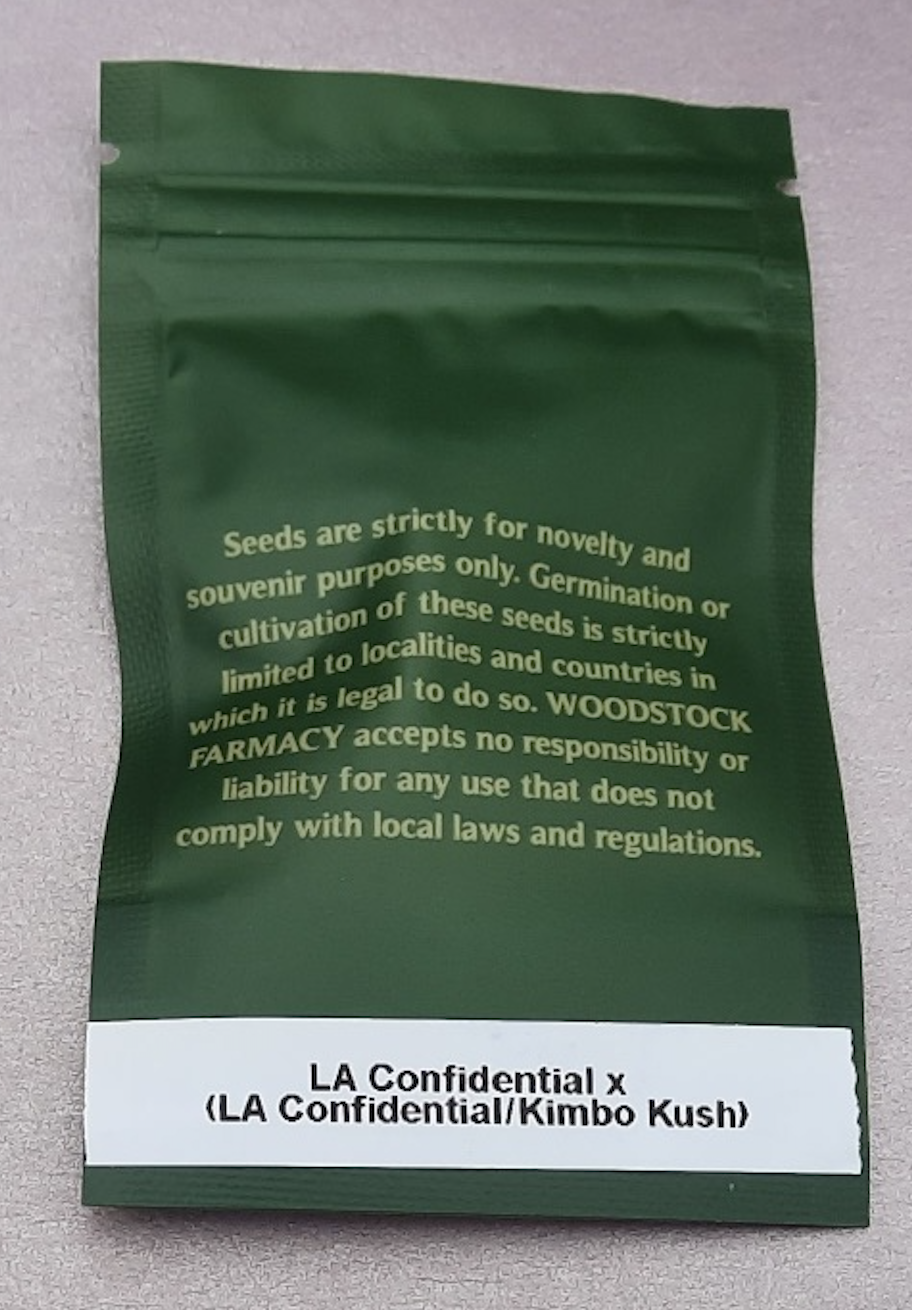 Seeds are strictly for novelty and
souvenir purposes only. Germination or
cultivation of these seeds is strictly
limited to localities and countries in
which it is legal to do so. WOODSTOCK
FARMACY accepts no responsibility or
liability for any use that does not
comply with local laws and regulations.
LA Confidential x
(LA Confidential/Kimbo Kush)